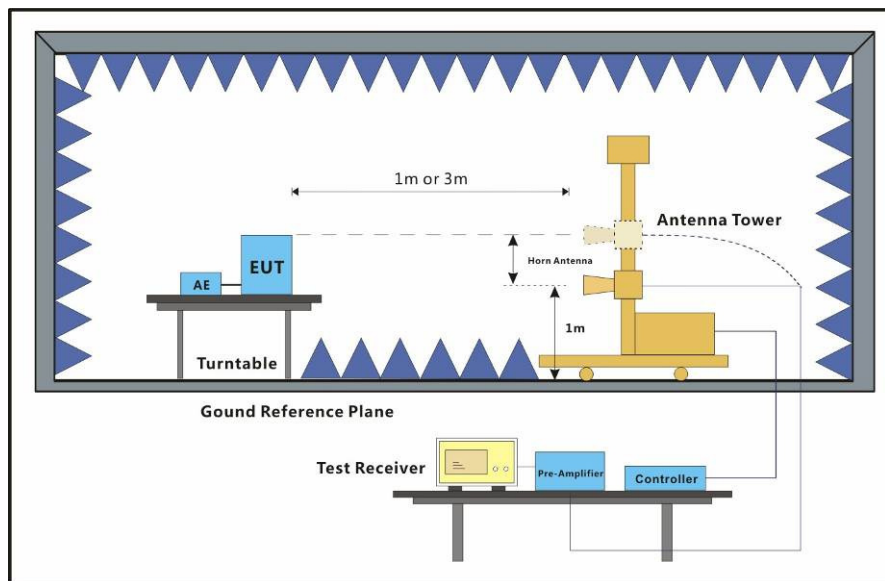 1m or 3m
Antenna Tower
Horn Antenna
EUT
AE
1m
Turntable
Gound Reference Plane
Test Receiver
Pre-Amplifier
Controller